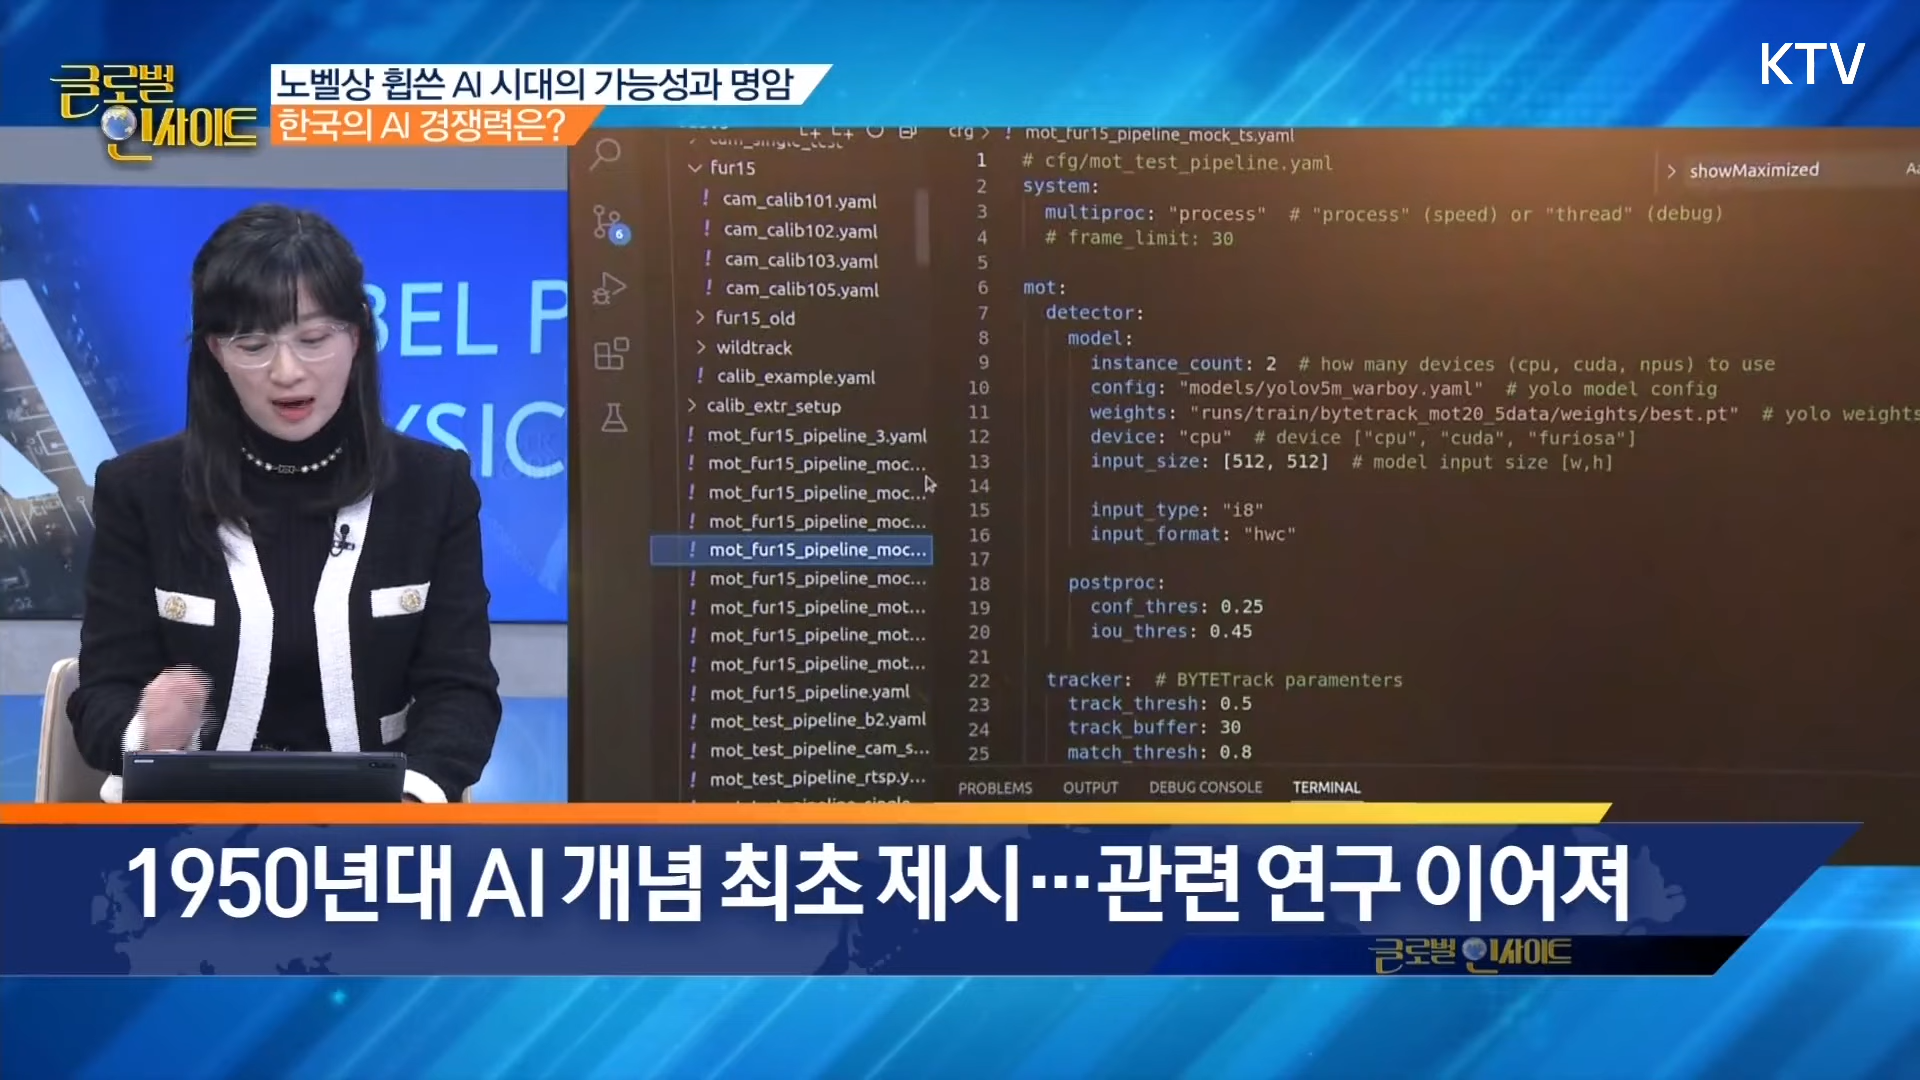 KTV
글로벌
인사이트
노벨상 휩쓴 AI 시대의 가능성과 명암
한국의 AI 경쟁력은?
BEL P
YSIC
fur15
cam_calib101.yaml
cam_calib102.yaml
cam_calib103.yaml
cam_calib105.yaml
fur15_old
wildtrack
calib_example.yaml
calib_extr_setup
mot_fur15_pipeline_3.yaml
mot_fur15_pipeline_moc...
mot_fur15_pipeline_moc...
mot_fur15_pipeline_moc...
mot_fur15_pipeline_moc...
mot_fur15_pipeline_moc...
mot_fur15_pipeline_mot...
mot_fur15_pipeline_mot...
mot_fur15_pipeline_mot...
mot_fur15_pipeline.yaml
mot_test_pipeline_b2.yaml
mot_test_pipeline_cam_s...
mot_test_pipeline_rtsp.y...
6
crg > ! mot_fur15_pipeline_mock_ts.yaml
> showMaximized
1 # cfg/mot_test_pipeline.yaml
2 system:
3 multiproc: "process" # "process" (speed) or "thread" (debug)
4 # frame_limit: 30
5
6 mot:
7 detector:
8 model:
9 instance_count: 2 # how many devices (cpu, cuda, npus) to use
10 config: "models/yolov5m_warboy.yaml" # yolo model config
11 weights: "runs/train/bytetrack_mot20_5data/weights/best.pt" # yolo weights
12 device: "cpu" # device ["cpu", "cuda", "furiosa"]
13 input_size: [512, 512] # model input size [w,h]
14
15 input_type: "i8"
16 input_format: "hwc"
17
18 postproc:
19 conf_thres: 0.25
20 iou_thres: 0.45
21
22 tracker: # BYTETrack paramenters
23 track_thresh: 0.5
24 track_buffer: 30
25 match_thresh: 0.8
PROBLEMS OUTPUT DEBUG CONSOLE TERMINAL
1950년대 AI 개념 최초 제시…관련 연구 이어져
글로벌 인사이트